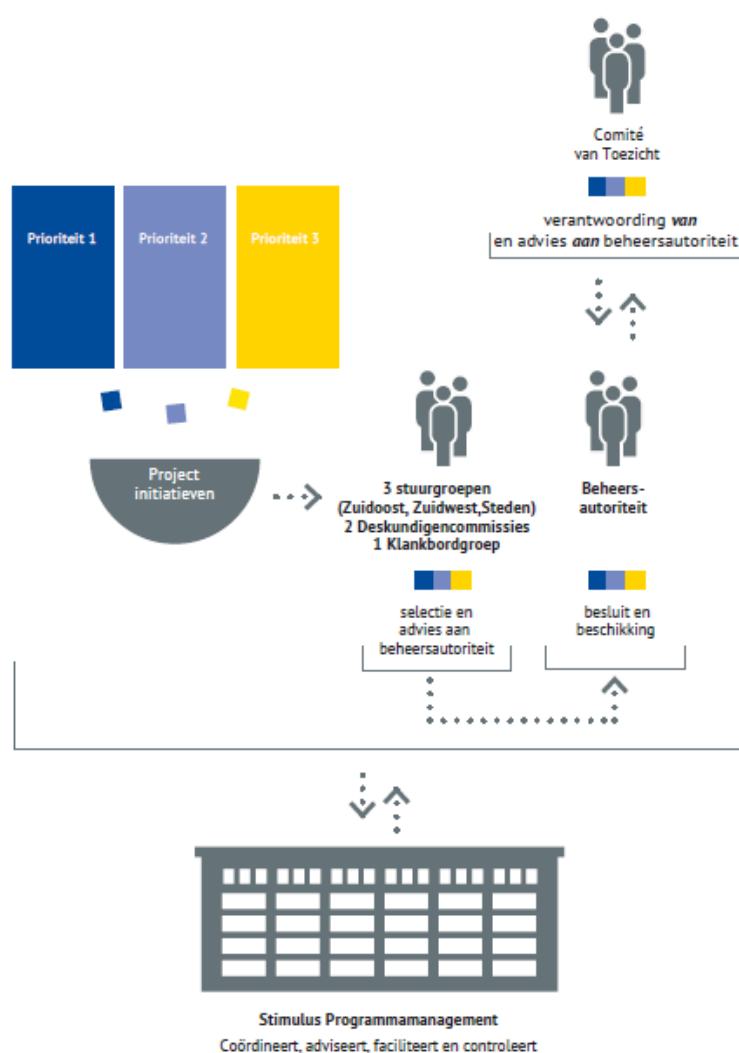 Comité
van Toezicht
verantwoording van
en advies aan beheersautoriteit
Prioriteit 1
Prioriteit 2
Prioriteit 3
Project
initiatieven
3 stuurgroepen
(Zuidoost, Zuidwest,Steden)
2 Deskundigencommissies
1 Klankbordgroep
selectie en
advies aan
beheersautoriteit
Beheers-
autoriteit
besluit en
beschikking
Stimulus Programmamanagement
Coördineert, adviseert, faciliteert en controleert